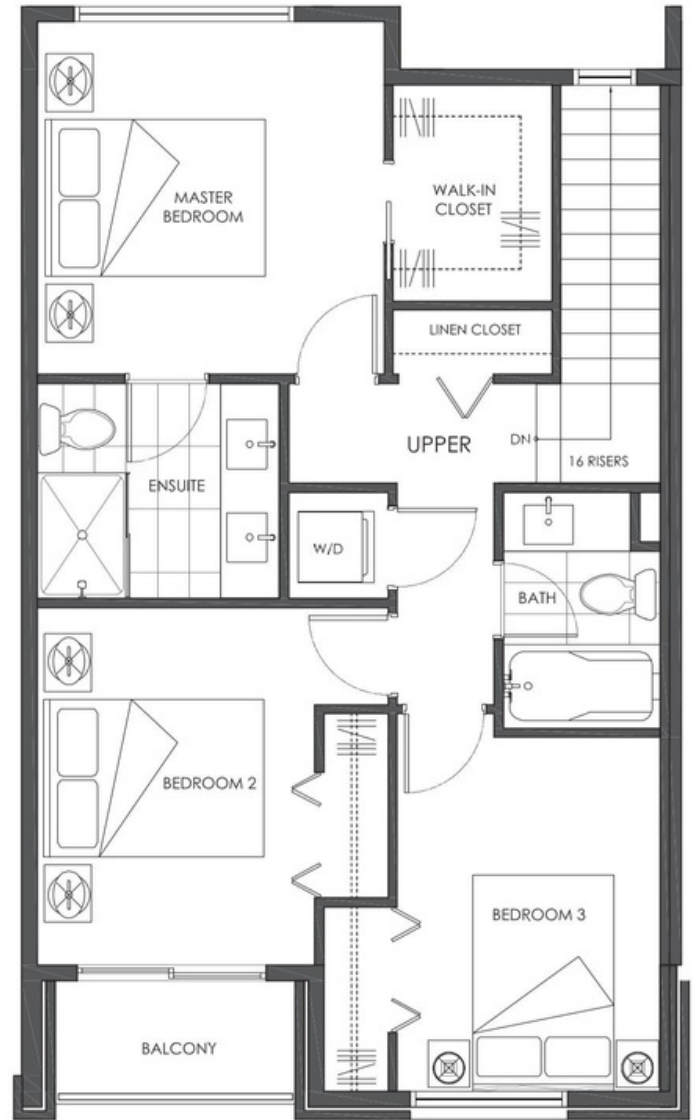 MASTER
BEDROOM
WALK-IN
CLOSET
LINEN CLOSET
UPPER
DN
16 RISERS
ENSUITE
W/D
BATH
BEDROOM 2
BEDROOM 3
BALCONY